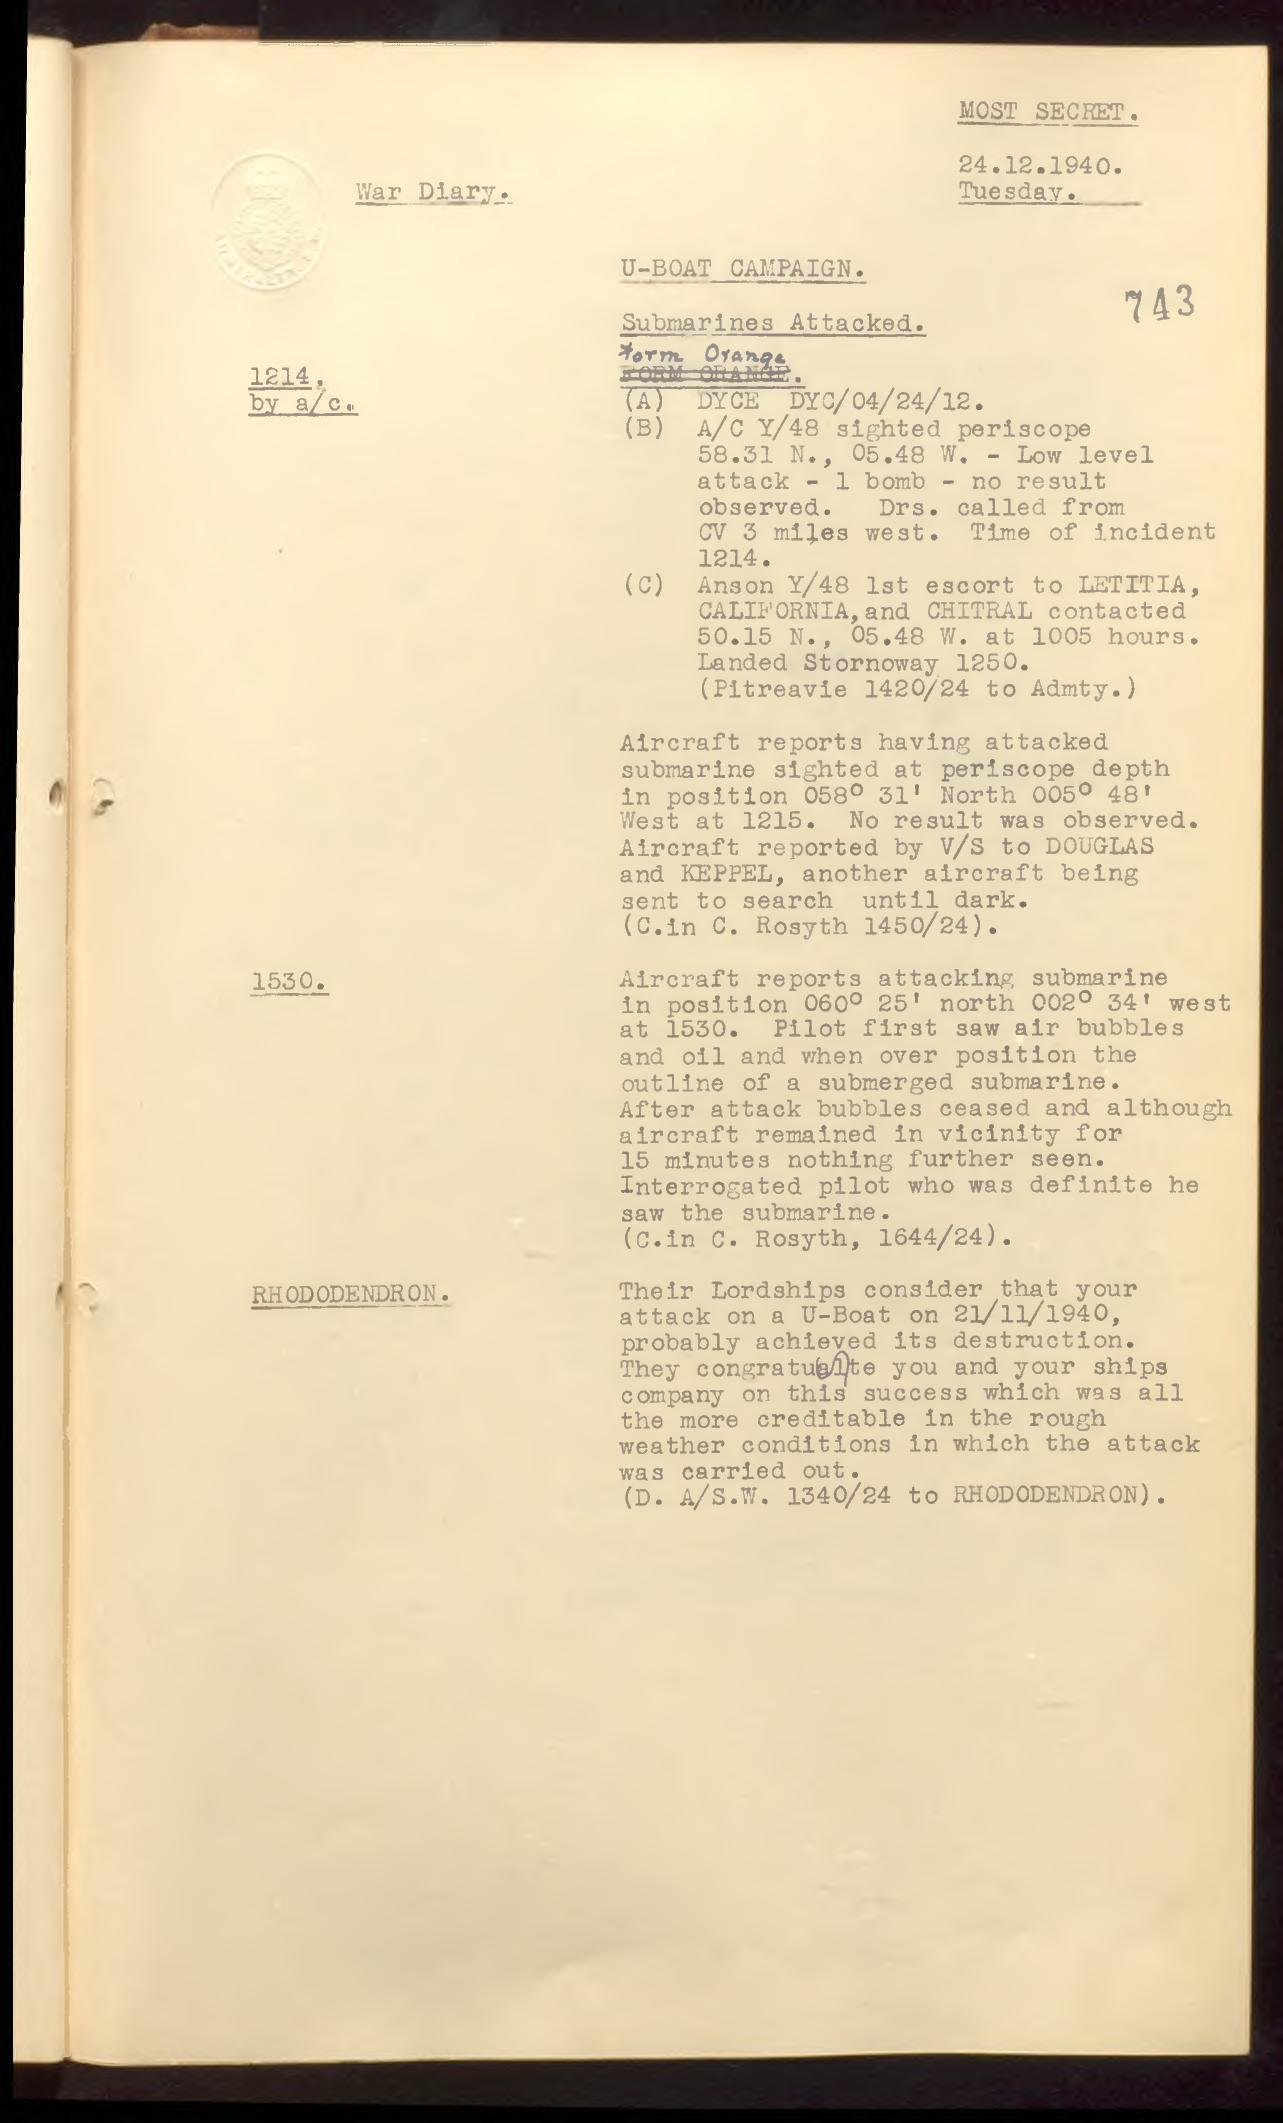 MOST SECRET.
24.12.1940.
Tuesday.
War Diary.
U-BOAT CAMPAIGN.
743
Submarines Attacked.
Form Orange
FORM ORANGE.
1214,
by a/c.
(A) DYCE DYC/04/24/12.
(B) A/C Y/48 sighted periscope
58.31 N., 05.48 W. - Low level
attack - 1 bomb - no result
observed. Drs. called from
CV 3 miles west. Time of incident
1214.
(C) Anson Y/48 1st escort to LETITIA,
CALIFORNIA, and CHITRAL contacted
50.15 N., 05.48 W. at 1005 hours.
Landed Stornoway 1250.
(Pitreavie 1420/24 to Admty.)
Aircraft reports having attacked
submarine sighted at periscope depth
in position 058° 31' North 005° 48'
West at 1215. No result was observed.
Aircraft reported by V/S to DOUGLAS
and KEPPEL, another aircraft being
sent to search until dark.
(C.in C. Rosyth 1450/24).
1530.
Aircraft reports attacking submarine
in position 060° 25' north 002° 34' west
at 1530. Pilot first saw air bubbles
and oil and when over position the
outline of a submerged submarine.
After attack bubbles ceased and although
aircraft remained in vicinity for
15 minutes nothing further seen.
Interrogated pilot who was definite he
saw the submarine.
(C.in C. Rosyth, 1644/24).
RHODODENDRON.
Their Lordships consider that your
attack on a U-Boat on 21/11/1940,
probably achieved its destruction.
They congratualte you and your ships
company on this success which was all
the more creditable in the rough
weather conditions in which the attack
was carried out.
(D. A/S.W. 1340/24 to RHODODENDRON).